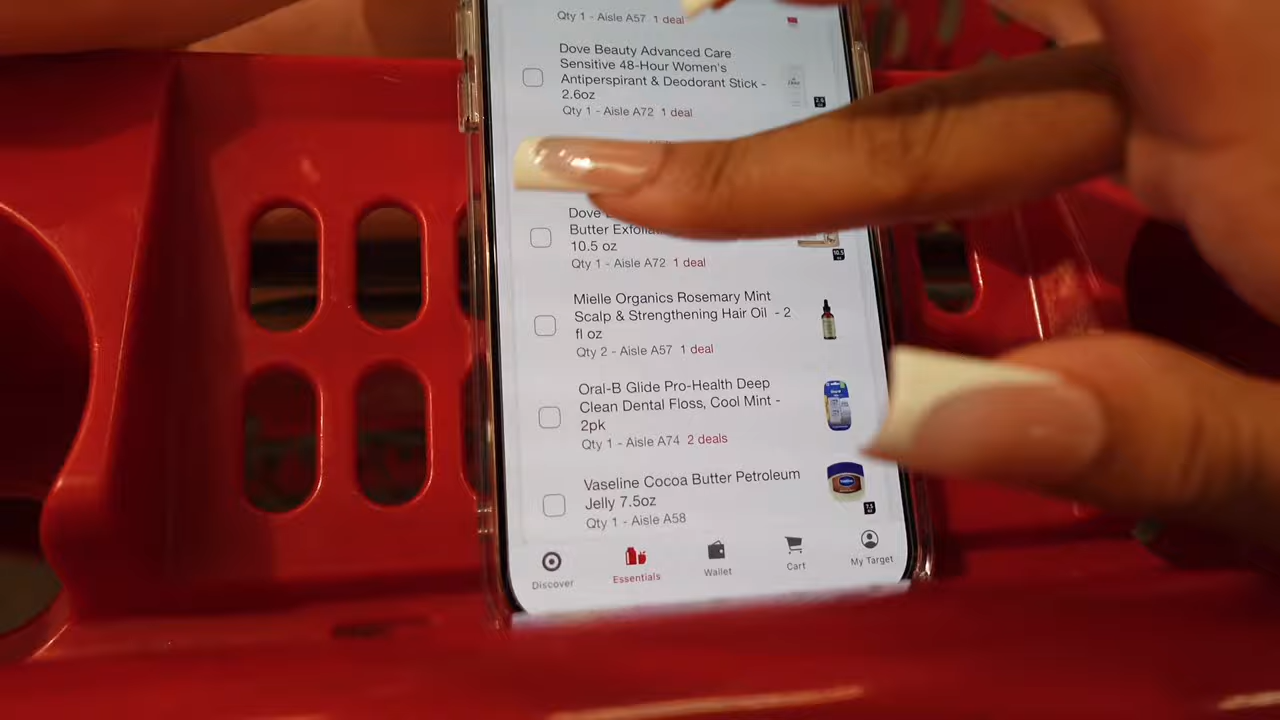 Qty 1 - Aisle A57 1 deal
Dove Beauty Advanced Care
Sensitive 48-Hour Women's
Antiperspirant & Deodorant Stick -
2.6oz
Qty 1 - Aisle A72 1 deal
Dove
Butter
10.5 oz
Qty 1 - Aisle A72 1 deal
Mielle Organics Rosemary Mint
Scalp & Strengthening Hair Oil - 2
fl oz
Qty 2 - Aisle A57 1 deal
Oral-B Glide Pro-Health Deep
Clean Dental Floss, Cool Mint -
2pk
Qty 1 - Aisle A74 2 deals
Vaseline Cocoa Butter Petroleum
Jelly 7.5oz
Qty 1 - Aisle A58
Discover
Essentials
Wallet
Cart
My Target